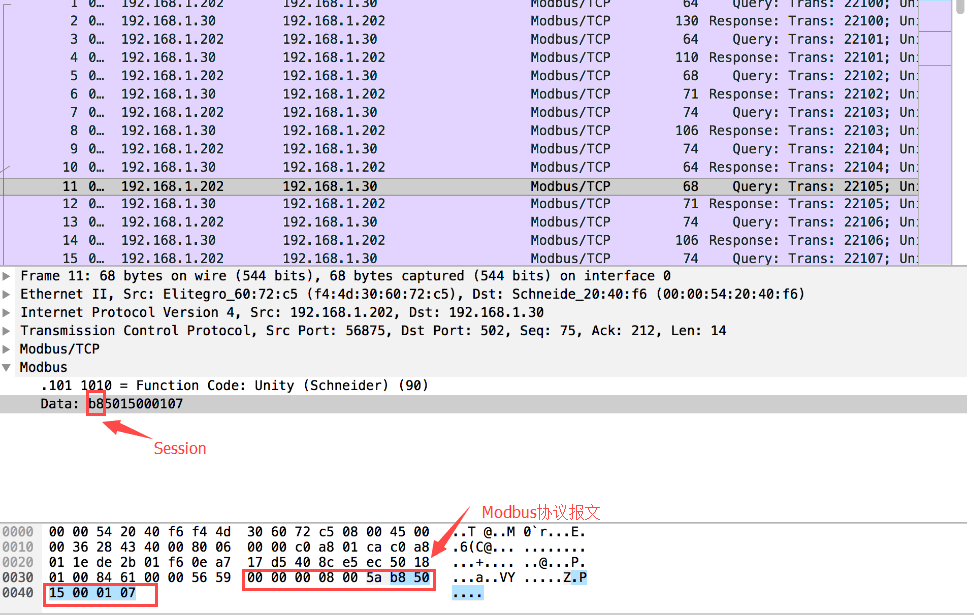 1 0… 192.168.1.202 192.168.1.30 Modbus/TCP 64 Query: Trans: 22100; Uni
2 0… 192.168.1.30 192.168.1.202 Modbus/TCP 130 Response: Trans: 22100; Uni
3 0… 192.168.1.202 192.168.1.30 Modbus/TCP 64 Query: Trans: 22101; Uni
4 0… 192.168.1.30 192.168.1.202 Modbus/TCP 110 Response: Trans: 22101; Uni
5 0… 192.168.1.202 192.168.1.30 Modbus/TCP 68 Query: Trans: 22102; Uni
6 0… 192.168.1.30 192.168.1.202 Modbus/TCP 71 Response: Trans: 22102; Uni
7 0… 192.168.1.202 192.168.1.30 Modbus/TCP 74 Query: Trans: 22103; Uni
8 0… 192.168.1.30 192.168.1.202 Modbus/TCP 106 Response: Trans: 22103; Uni
9 0… 192.168.1.202 192.168.1.30 Modbus/TCP 74 Query: Trans: 22104; Uni
10 0… 192.168.1.30 192.168.1.202 Modbus/TCP 64 Response: Trans: 22104; Uni
11 0… 192.168.1.202 192.168.1.30 Modbus/TCP 68 Query: Trans: 22105; Uni
12 0… 192.168.1.30 192.168.1.202 Modbus/TCP 71 Response: Trans: 22105; Uni
13 0… 192.168.1.202 192.168.1.30 Modbus/TCP 74 Query: Trans: 22106; Uni
14 0… 192.168.1.30 192.168.1.202 Modbus/TCP 106 Response: Trans: 22106; Uni
15 0… 192.168.1.202 192.168.1.30 Modbus/TCP 74 Query: Trans: 22107; Uni
Frame 11: 68 bytes on wire (544 bits), 68 bytes captured (544 bits) on interface 0
Ethernet II, Src: Elitegro_60:72:c5 (f4:4d:30:60:72:c5), Dst: Schneide_20:40:f6 (00:00:54:20:40:f6)
Internet Protocol Version 4, Src: 192.168.1.202, Dst: 192.168.1.30
Transmission Control Protocol, Src Port: 56875, Dst Port: 502, Seq: 75, Ack: 212, Len: 14
Modbus/TCP
Modbus
.101 1010 = Function Code: Unity (Schneider) (90)
Data: b85015000107
Session
Modbus协议报文
0000 00 00 54 20 40 f6 f4 4d 30 60 72 c5 08 00 45 00 ..T @..M 0`r...E.
0010 00 36 28 43 40 00 80 06 00 00 c0 a8 01 ca c0 a8 .6(C@... ........
0020 01 1e de 2b 01 f6 0e a7 17 d5 40 8c e5 ec 50 18 ...+.... ..@...P.
0030 01 00 84 61 00 00 56 59 00 00 00 08 00 5a b8 50 ...a..VY .....Z.P
0040 15 00 01 07 ....